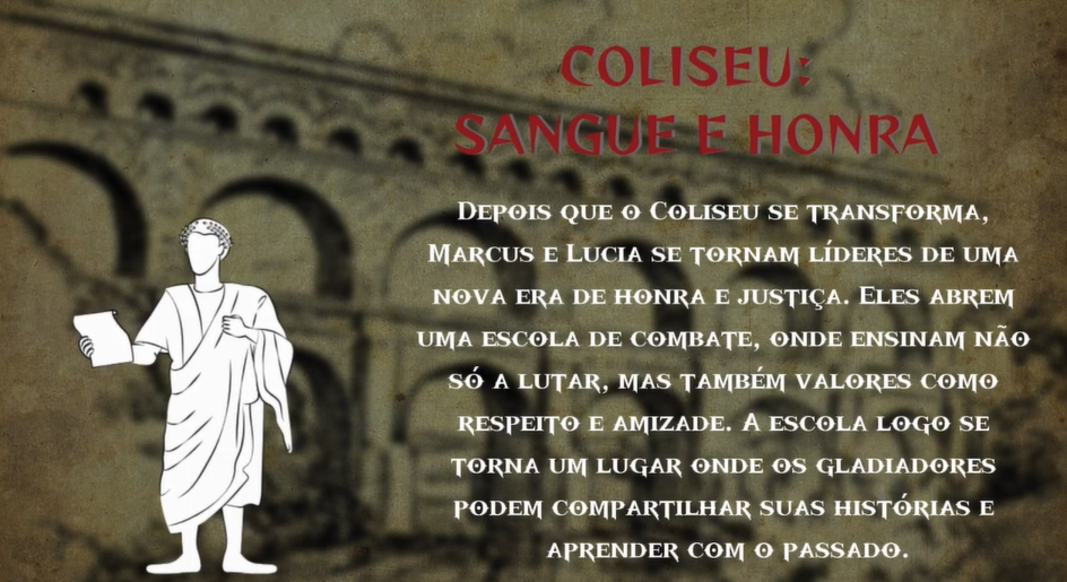 COLISEU:
SANGUE E HONRA
Depois que o Coliseu se transforma,
Marcus e Lucia se tornam líderes de uma
nova era de honra e justiça. Eles abrem
uma escola de combate, onde ensinam não
só a lutar, mas também valores como
respeito e amizade. A escola logo se
torna um lugar onde os gladiadores
podem compartilhar suas histórias e
aprender com o passado.